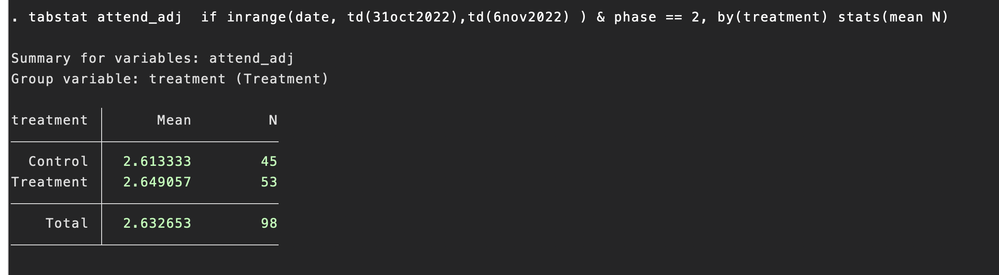 . tabstat attend_adj  if inrange(date, td(31oct2022),td(6nov2022) ) & phase == 2, by(treatment) stats(mean N)
Summary for variables: attend_adj
Group variable: treatment (Treatment)
treatment Mean N
Control 2.613333 45
Treatment 2.649057 53
Total 2.632653 98